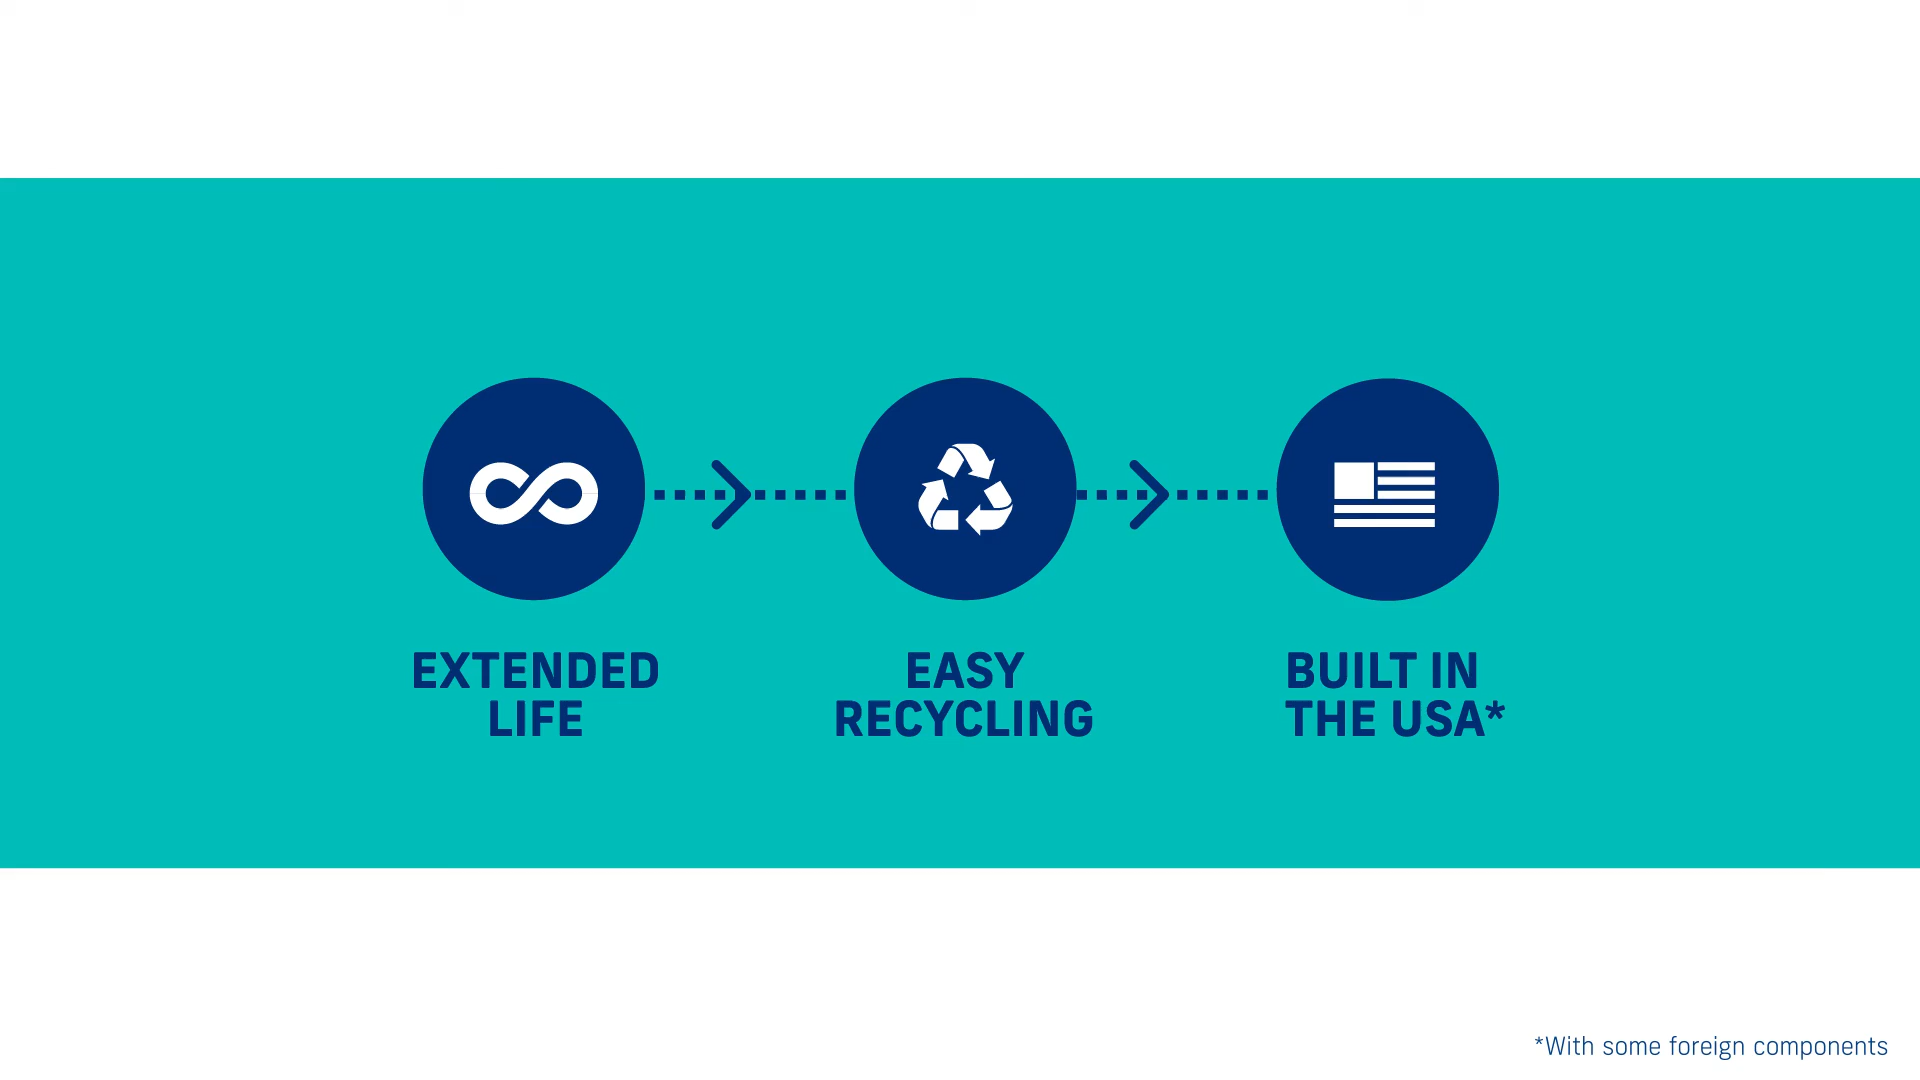 EXTENDED
LIFE
EASY
RECYCLING
BUILT IN
THE USA*
*With some foreign components